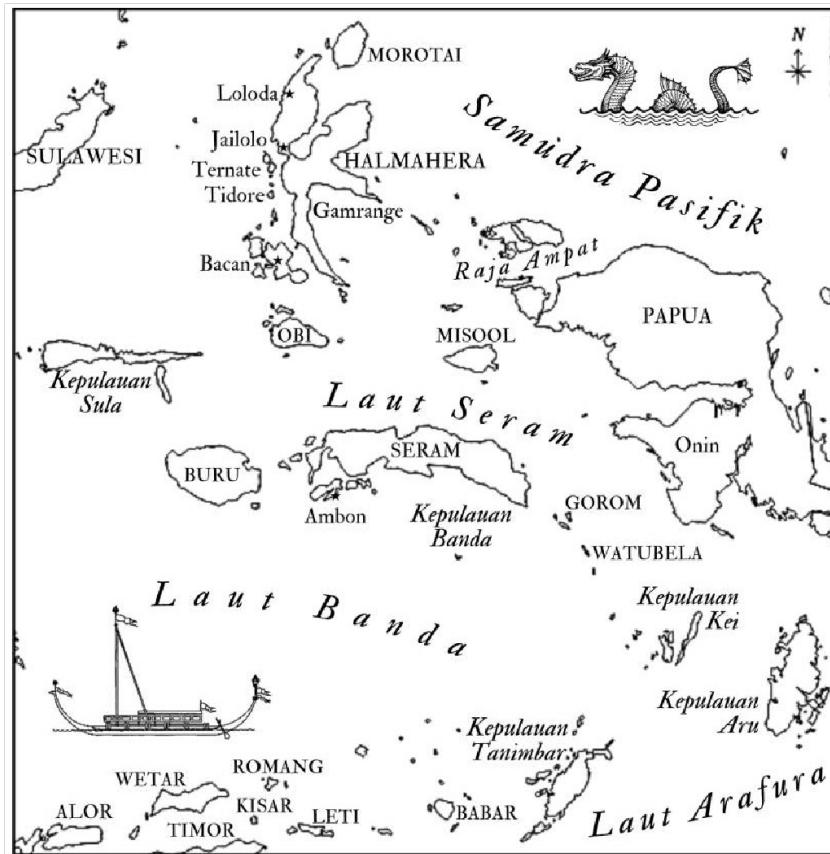 MOROTAI
N
Loloda
Samudra Pasifik
Jailolo
SULAWESI
HALMAHERA
Ternate
Tidore
Gamrange
Bacan
Raja Ampat
PAPUA
OBI
MISOOL
Kepulauan
Sula
Laut Seram
Onin
SERAM
BURU
GOROM
Ambon
Kepulauan
Banda
WATUBELA
Laut Banda
Kepulauan
Kei
Kepulauan
Aru
Kepulauan
Tanimbar
ROMANG
WETAR
Laut Arafura
KISAR
ALOR
LETI
BABAR
TIMOR